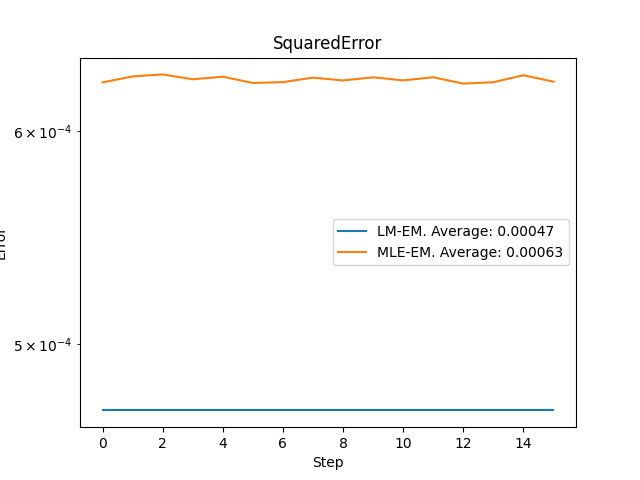 SquaredError
6 × 10⁻⁴
LM-EM. Average: 0.00047
MLE-EM. Average: 0.00063
Error
5 × 10⁻⁴
0 2 4 6 8 10 12 14
Step